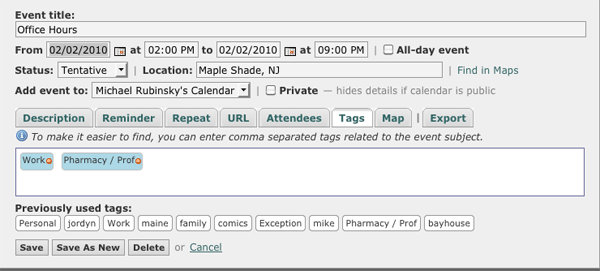 Event title:
Office Hours
From 02/02/2010 at 02:00 PM to 02/02/2010 at 09:00 PM | All-day event
Status: Tentative | Location: Maple Shade, NJ | Find in Maps
Add event to: Michael Rubinsky's Calendar | Private — hides details if calendar is public
Description Reminder Repeat URL Attendees Tags Map | Export
To make it easier to find, you can enter comma separated tags related to the event subject.
Work Pharmacy / Prof
Previously used tags:
Personal jordyn Work maine family comics Exception mike Pharmacy / Prof bayhouse
Save Save As New Delete or Cancel